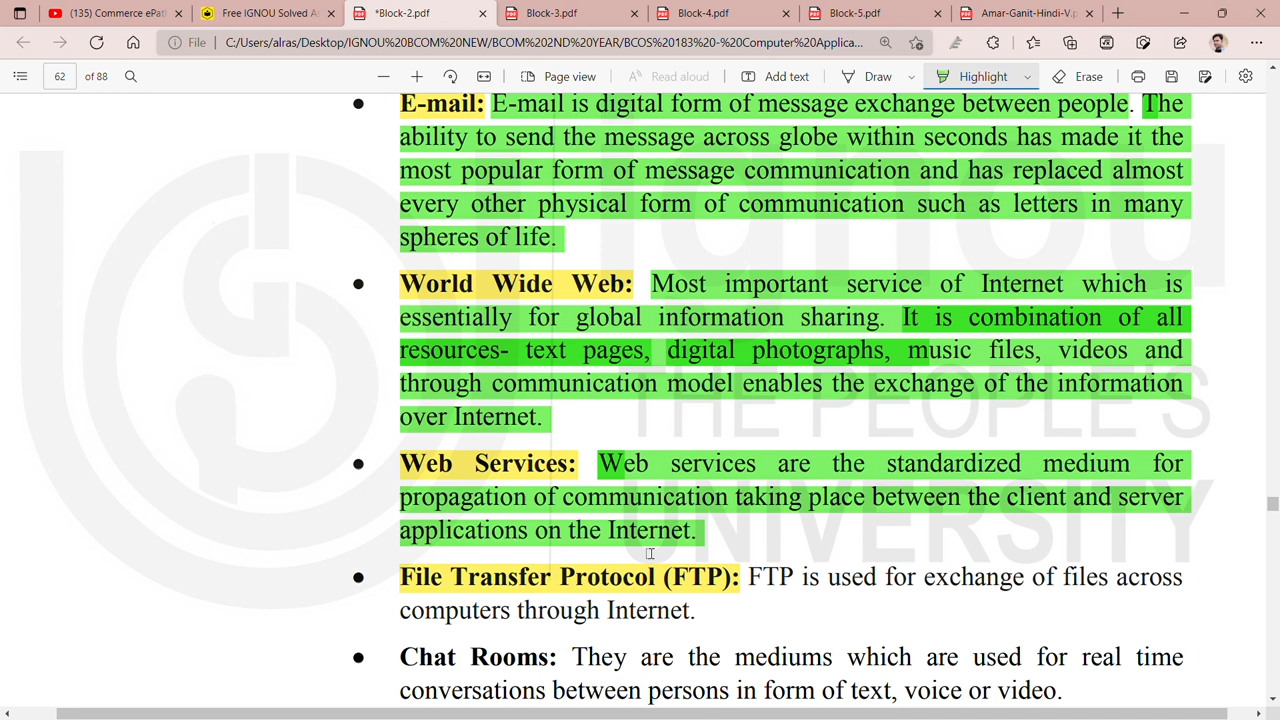 (135) Commerce ePat
Free IGNOU Solved A
*Block-2.pdf
Block-3.pdf
Block-4.pdf
Block-5.pdf
Amar-Ganit-Hindi-V.p
File
C:/Users/alras/Desktop/IGNOU%20BCOM%20NEW/BCOM%202ND%20YEAR/BCOS%20183%20-%20Computer%20Applica...
62 of 88
Page view
Read aloud
Add text
Draw
Highlight
Erase
• E-mail: E-mail is digital form of message exchange between people. The
ability to send the message across globe within seconds has made it the
most popular form of message communication and has replaced almost
every other physical form of communication such as letters in many
spheres of life.
• World Wide Web: Most important service of Internet which is
essentially for global information sharing. It is combination of all
resources- text pages, digital photographs, music files, videos and
through communication model enables the exchange of the information
over Internet.
• Web Services: Web services are the standardized medium for
propagation of communication taking place between the client and server
applications on the Internet.
• File Transfer Protocol (FTP): FTP is used for exchange of files across
computers through Internet.
• Chat Rooms: They are the mediums which are used for real time
conversations between persons in form of text, voice or video.
ignou
THE PEOPLE'S
UNIVERSITY